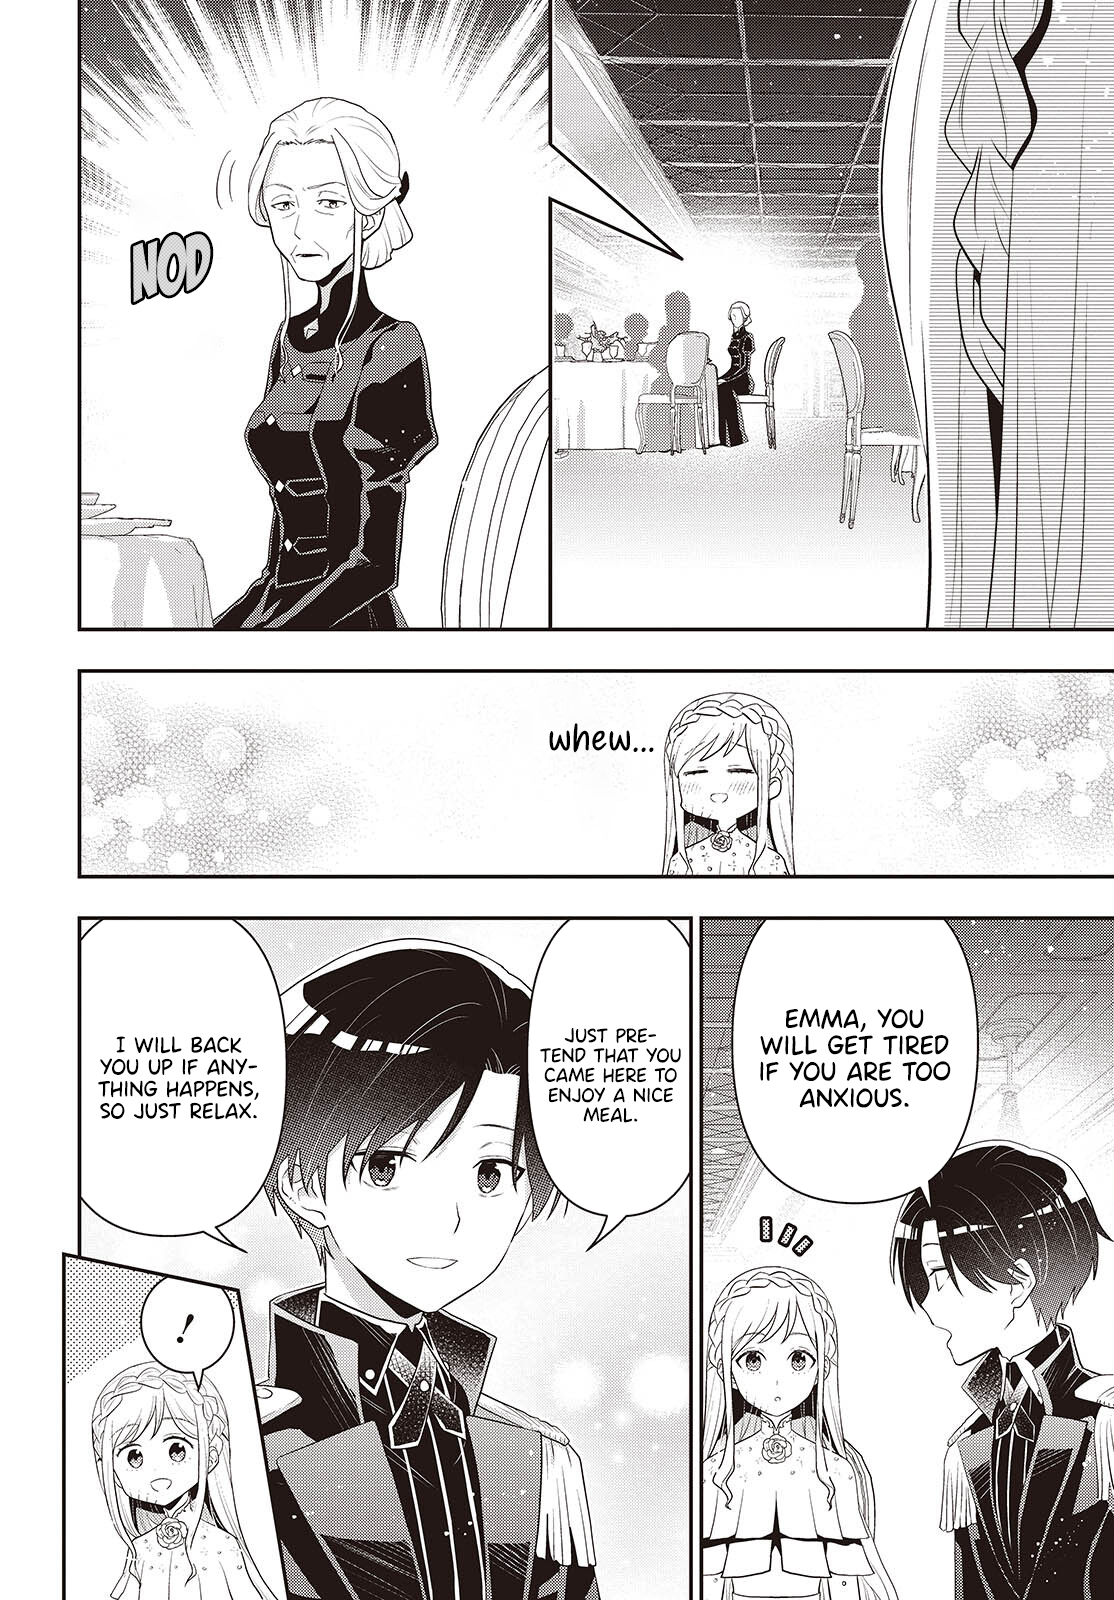 NOD
whew...
EMMA, YOU
WILL GET TIRED
IF YOU ARE TOO
ANXIOUS.
JUST PRE-
TEND THAT YOU
CAME HERE TO
ENJOY A NICE
MEAL.
I WILL BACK
YOU UP IF ANY-
THING HAPPENS,
SO JUST RELAX.
!